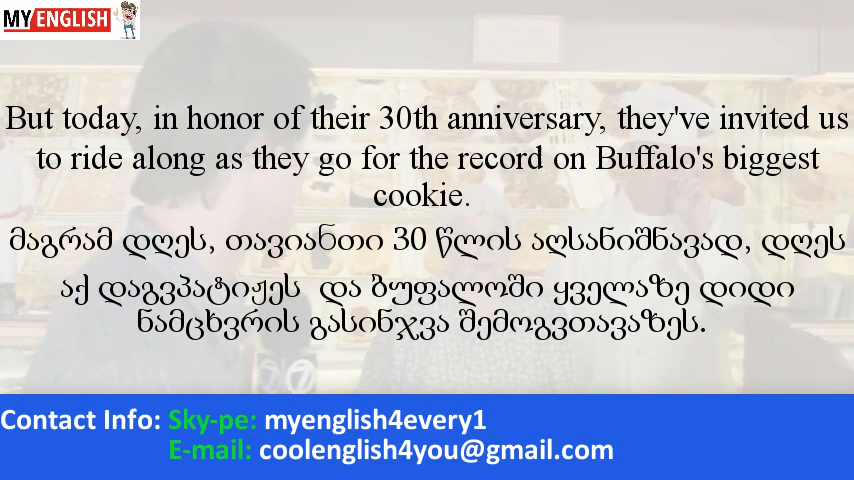 MY ENGLISH
But today, in honor of their 30th anniversary, they've invited us
to ride along as they go for the record on Buffalo's biggest
cookie.
მაგრამ დღეს, თავიანთი 30 წლის აღსანიშნავად, დღეს
აქ დაგვპატიჟეს და ბუფალოში ყველაზე დიდი
ნამცხვრის გასინჯვა შემოგვთავაზეს.
7
Contact Info: Sky-pe: myenglish4every1
E-mail: coolenglish4you@gmail.com